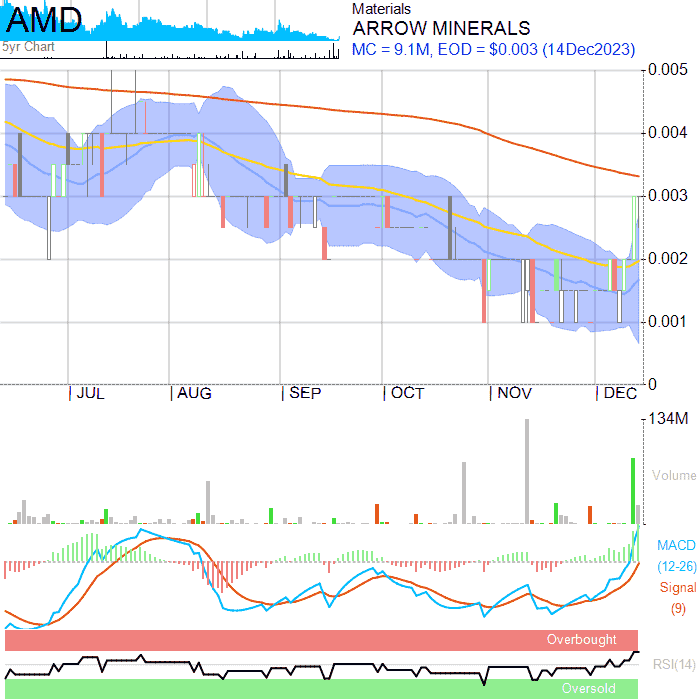 AMD
5yr Chart
Materials
ARROW MINERALS
MC = 9.1M, EOD = $0.003 (14Dec2023)
0.005
0.004
0.003
0.002
0.001
0
JUL AUG SEP OCT NOV DEC
134M
Volume
MACD
(12-26)
Signal
(9)
Overbought
RSI(14)
Oversold